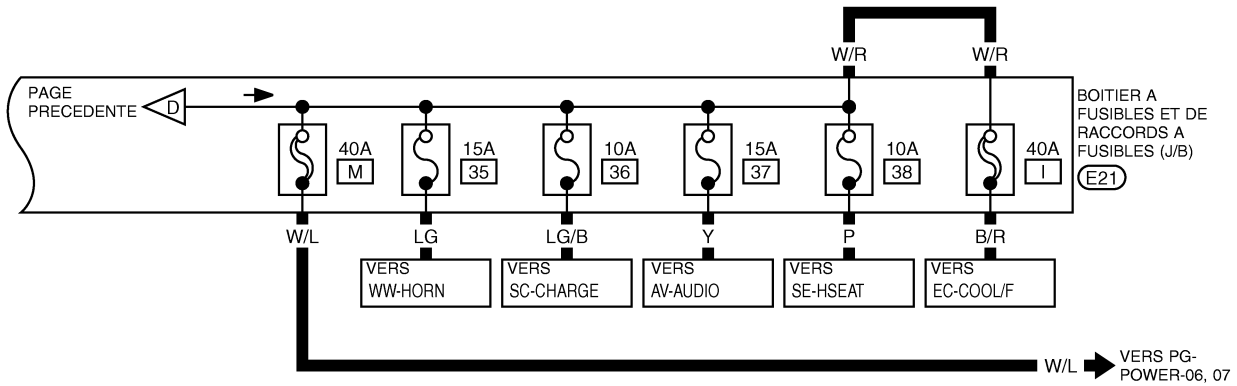 W/R
W/R
PAGE
PRECEDENTE
D
BOITIER A
FUSIBLES ET DE
RACCORDS A
FUSIBLES (J/B)
E21
40A
M
15A
35
10A
36
15A
37
10A
38
40A
I
W/L
LG
LG/B
Y
P
B/R
VERS
WW-HORN
VERS
SC-CHARGE
VERS
AV-AUDIO
VERS
SE-HSEAT
VERS
EC-COOL/F
W/L
VERS PG-
POWER-06, 07